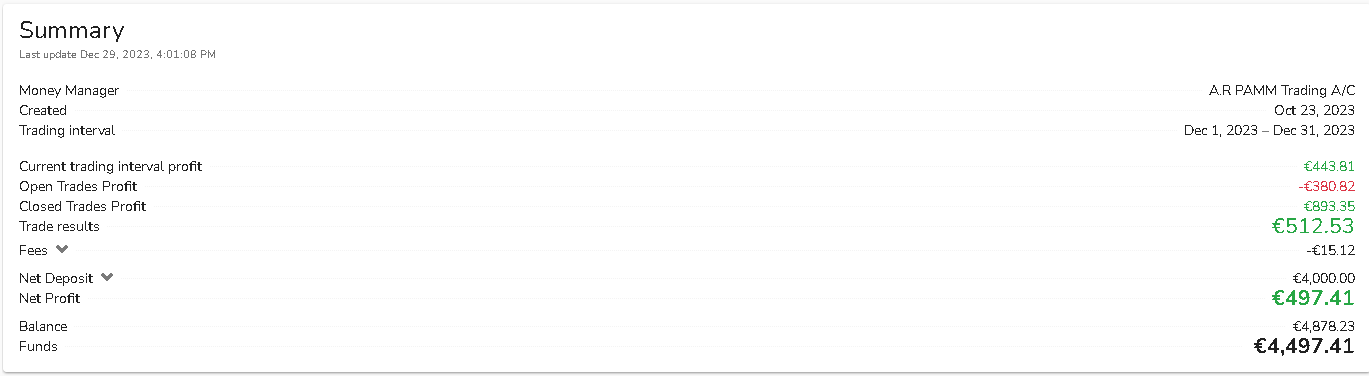 Summary
Last update Dec 29, 2023, 4:01:08 PM
Money Manager A.R PAMM Trading A/C
Created Oct 23, 2023
Trading interval Dec 1, 2023 – Dec 31, 2023
Current trading interval profit €443.81
Open Trades Profit -€380.82
Closed Trades Profit €893.35
Trade results €512.53
Fees -€15.12
Net Deposit €4,000.00
Net Profit €497.41
Balance €4,878.23
Funds €4,497.41